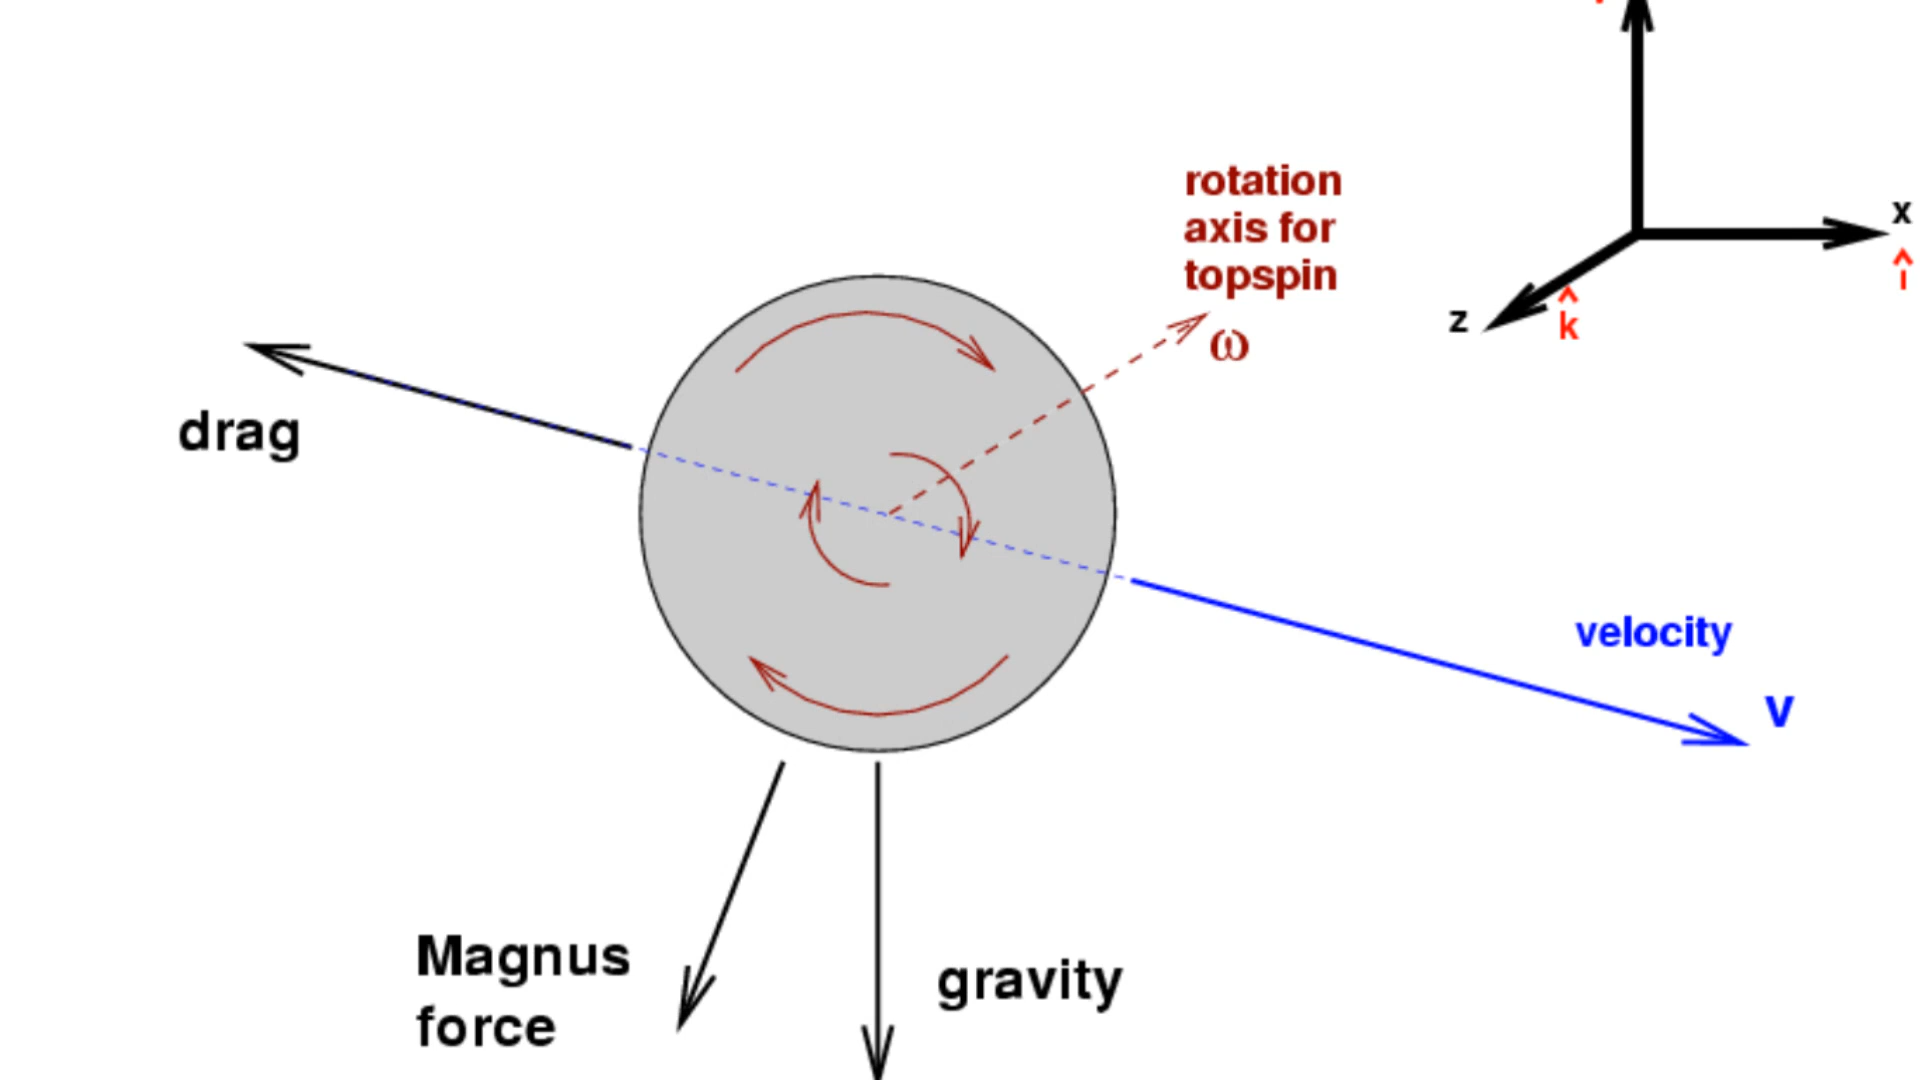 rotation
axis for
topspin
ω
x
î
z
k̂
drag
velocity
v
Magnus
force
gravity